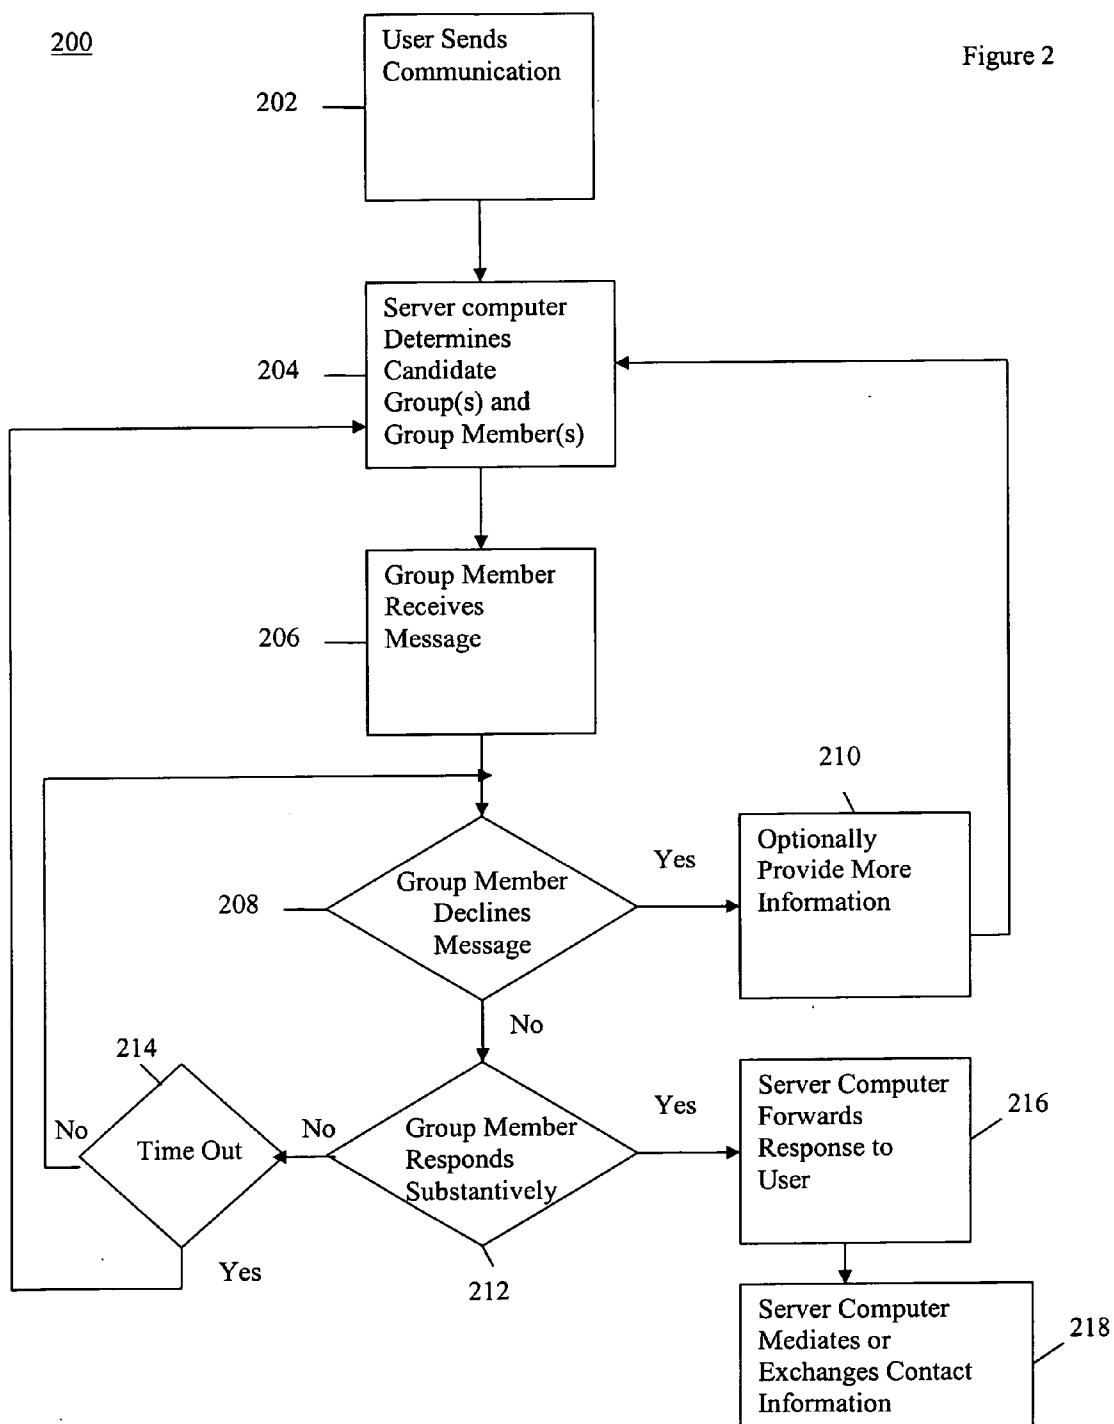 200
Figure 2
User Sends
Communication
202
Server computer
Determines
Candidate
Group(s) and
Group Member(s)
204
Group Member
Receives
Message
206
210
Optionally
Provide More
Information
Yes
Group Member
Declines
Message
208
No
214
Time Out
No
Yes
No
Group Member
Responds
Substantively
212
Yes
Server Computer
Forwards
Response to
User
216
Server Computer
Mediates or
Exchanges Contact
Information
218